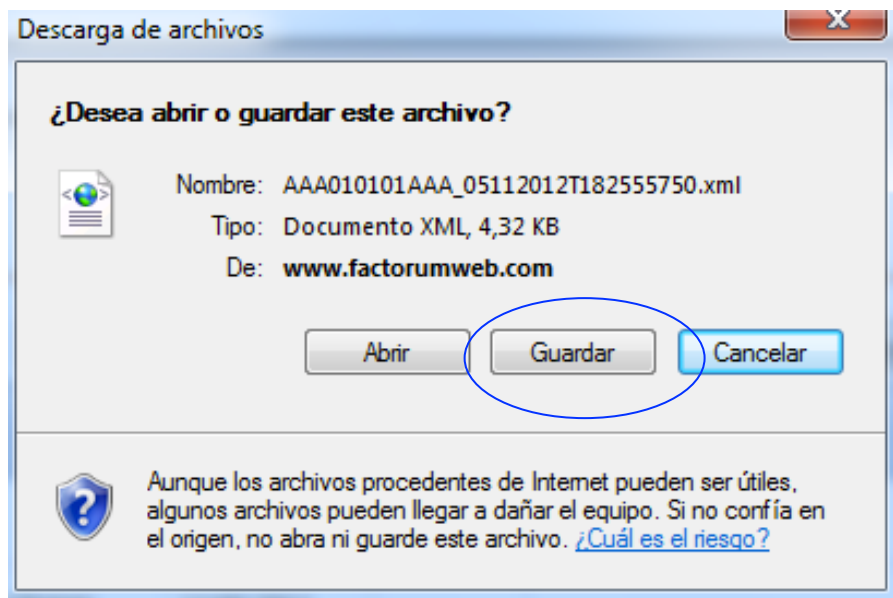 Descarga de archivos
X
¿Desea abrir o guardar este archivo?
Nombre: AAA010101AAA_05112012T182555750.xml
Tipo: Documento XML, 4,32 KB
De: www.factorumweb.com
Abrir Guardar Cancelar
Aunque los archivos procedentes de Internet pueden ser útiles,
algunos archivos pueden llegar a dañar el equipo. Si no confía en
el origen, no abra ni guarde este archivo. ¿Cuál es el riesgo?